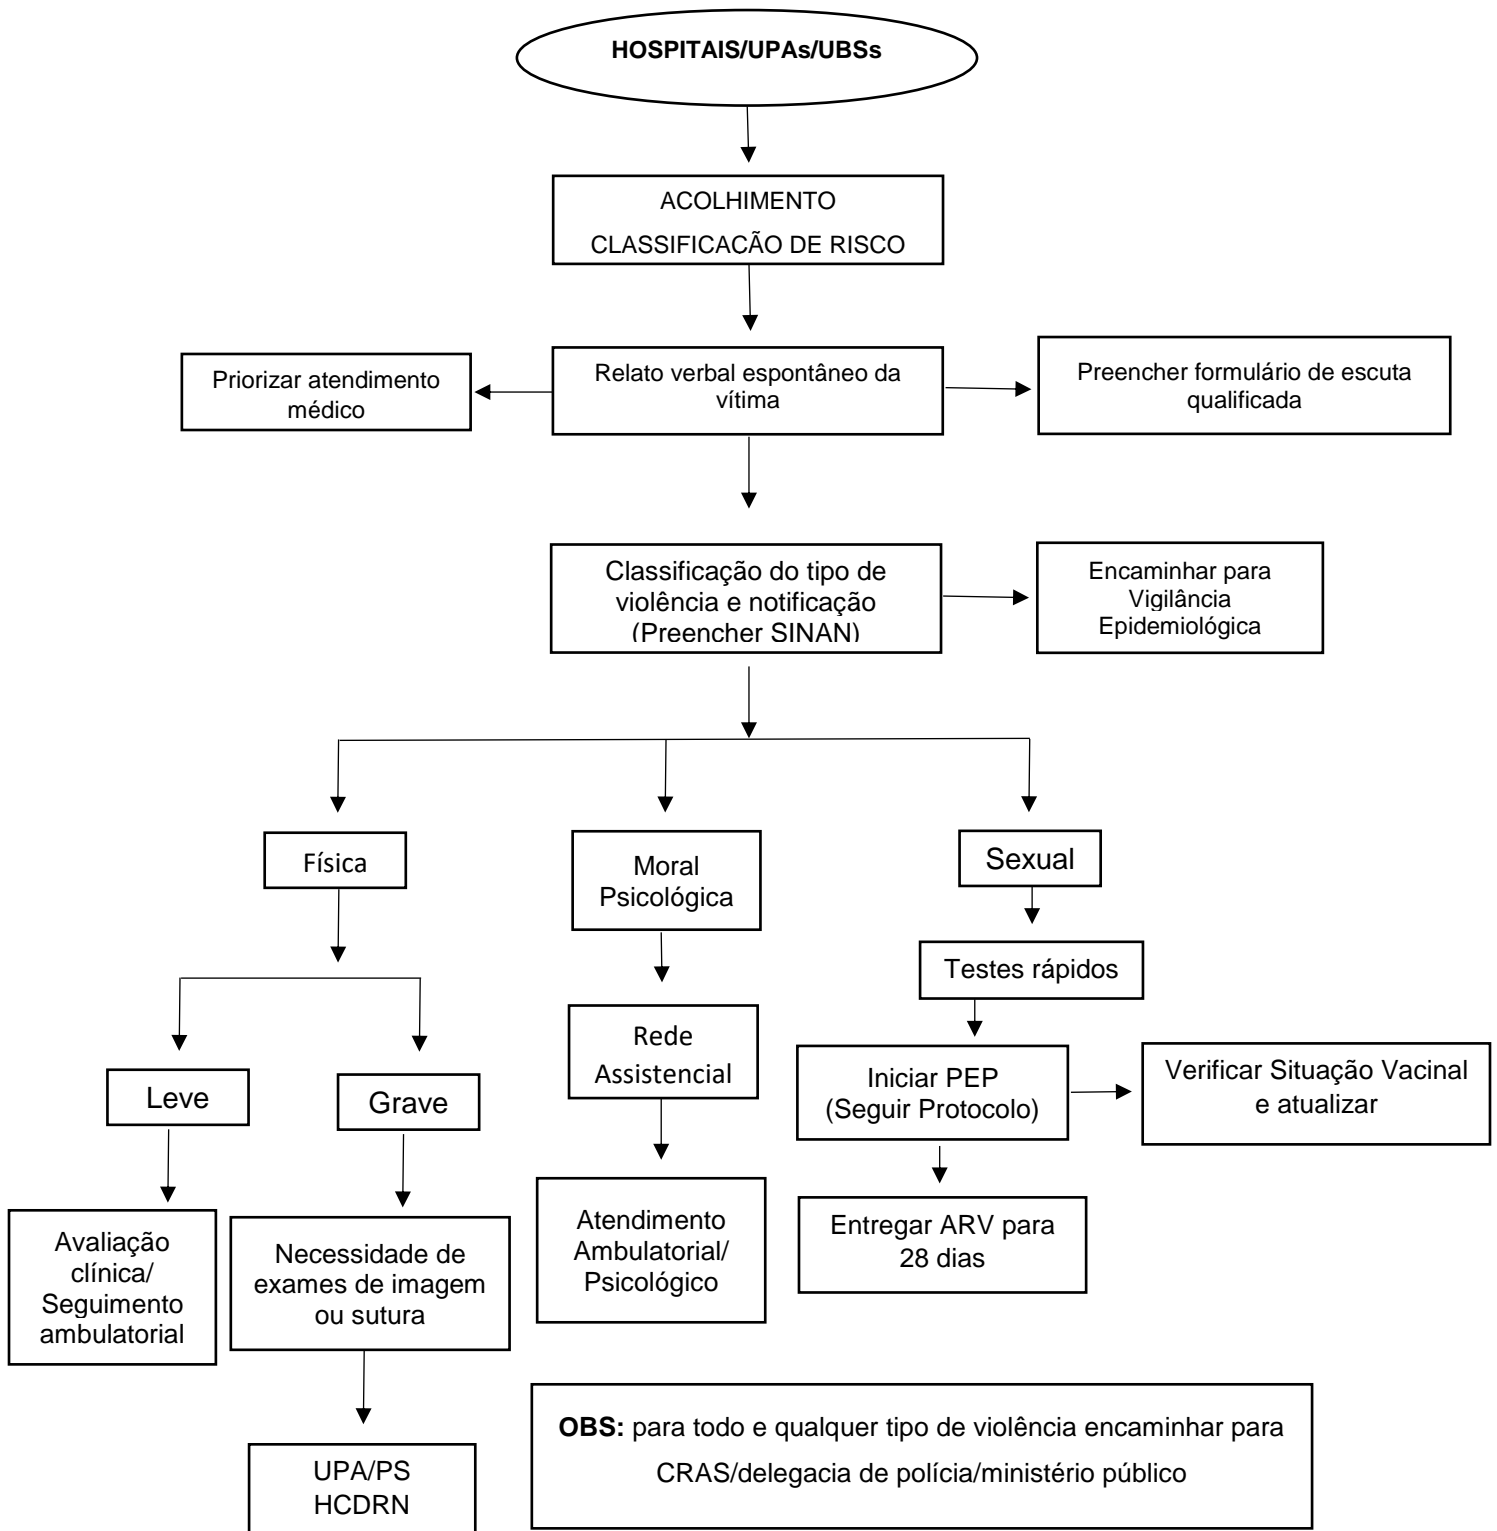 HOSPITAIS/UPAs/UBSs
ACOLHIMENTO
CLASSIFICAÇÃO DE RISCO
Priorizar atendimento
médico
Relato verbal espontâneo da
vítima
Preencher formulário de escuta
qualificada
Classificação do tipo de
violência e notificação
(Preencher SINAN)
Encaminhar para
Vigilância
Epidemiológica
Física
Moral
Psicológica
Sexual
Testes rápidos
Rede
Assistencial
Iniciar PEP
(Seguir Protocolo)
Verificar Situação Vacinal
e atualizar
Leve
Grave
Avaliação
clínica/
Seguimento
ambulatorial
Necessidade de
exames de imagem
ou sutura
Atendimento
Ambulatorial/
Psicológico
Entregar ARV para
28 dias
UPA/PS
HCDRN
OBS: para todo e qualquer tipo de violência encaminhar para
CRAS/delegacia de polícia/ministério público